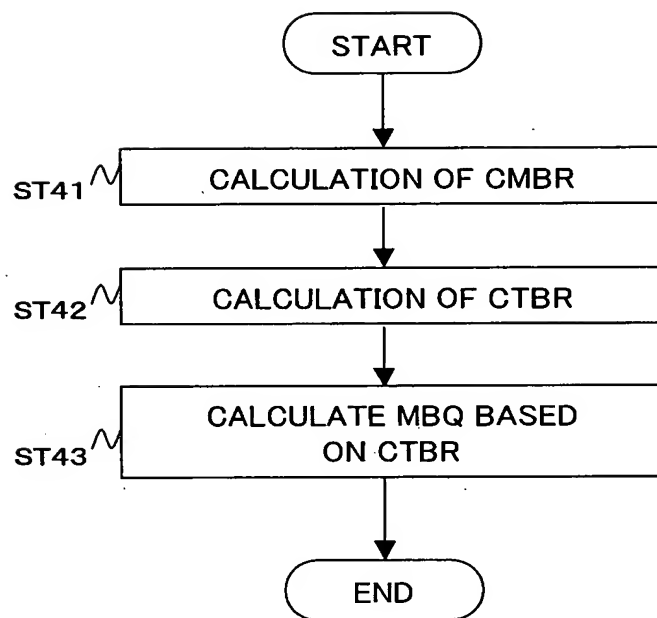 START
ST41
CALCULATION OF CMBR
ST42
CALCULATION OF CTBR
ST43
CALCULATE MBQ BASED
ON CTBR
END